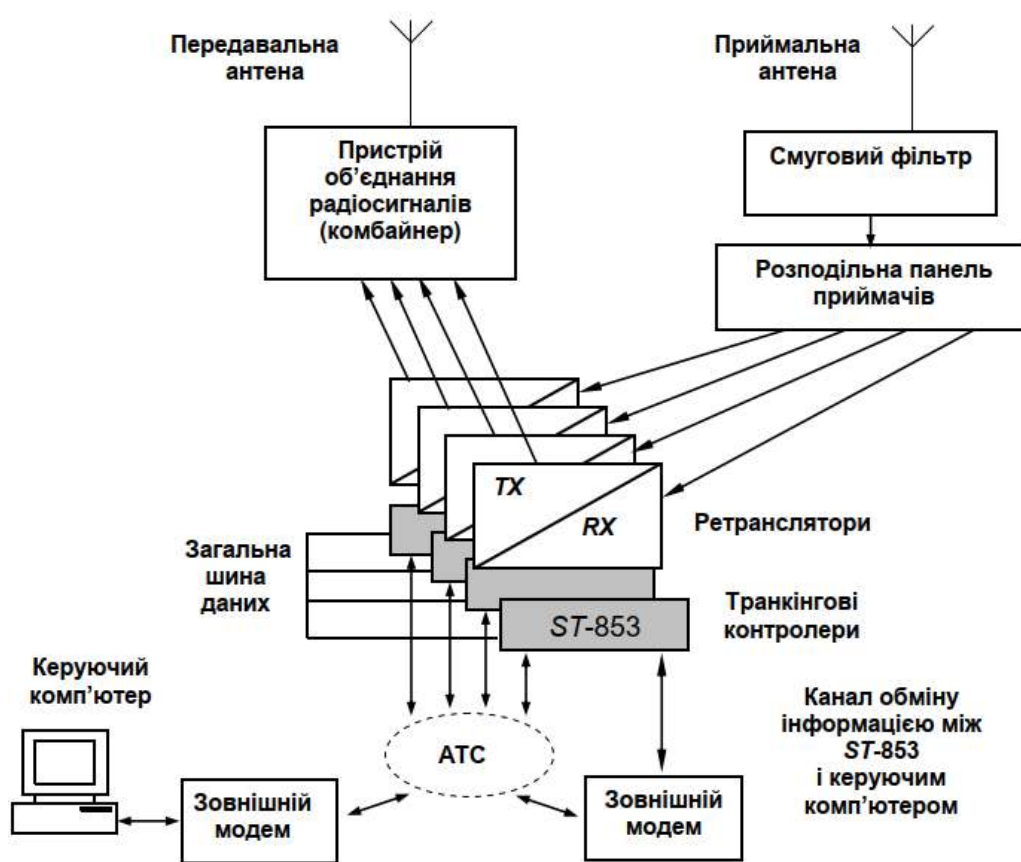 Передавальна
антена
Приймальна
антена
Пристрій
об’єднання
радіосигналів
(комбайнер)
Смуговий фільтр
Розподільна панель
приймачів
TX
RX
Ретранслятори
Загальна
шина
даних
ST-853
Транкінгові
контролери
Керуючий
комп’ютер
АТС
Канал обміну
інформацією між
ST-853
і керуючим
комп’ютером
Зовнішній
модем
Зовнішній
модем